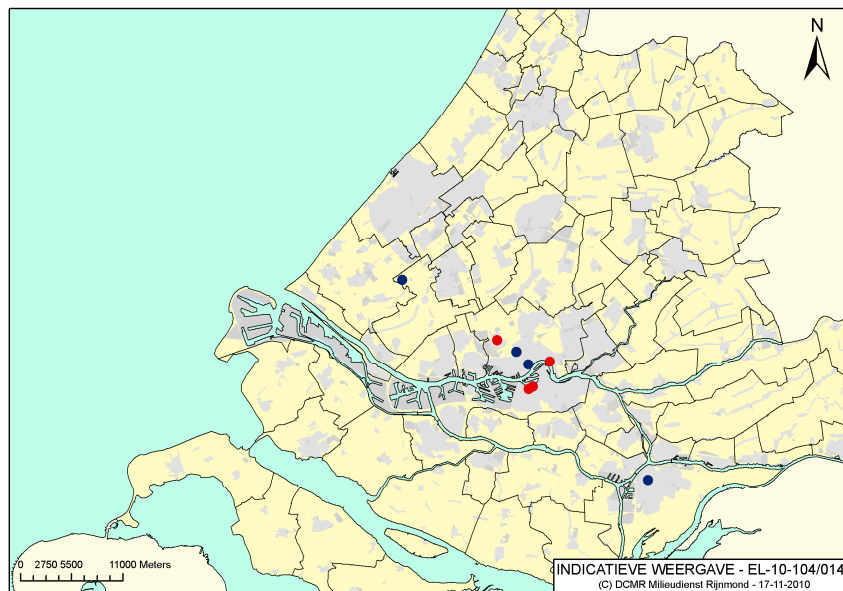 N
0 2750 5500 11000 Meters
INDICATIEVE WEERGAVE - EL-10-104/014
(C) DCMR Milieudienst Rijnmond - 17-11-2010